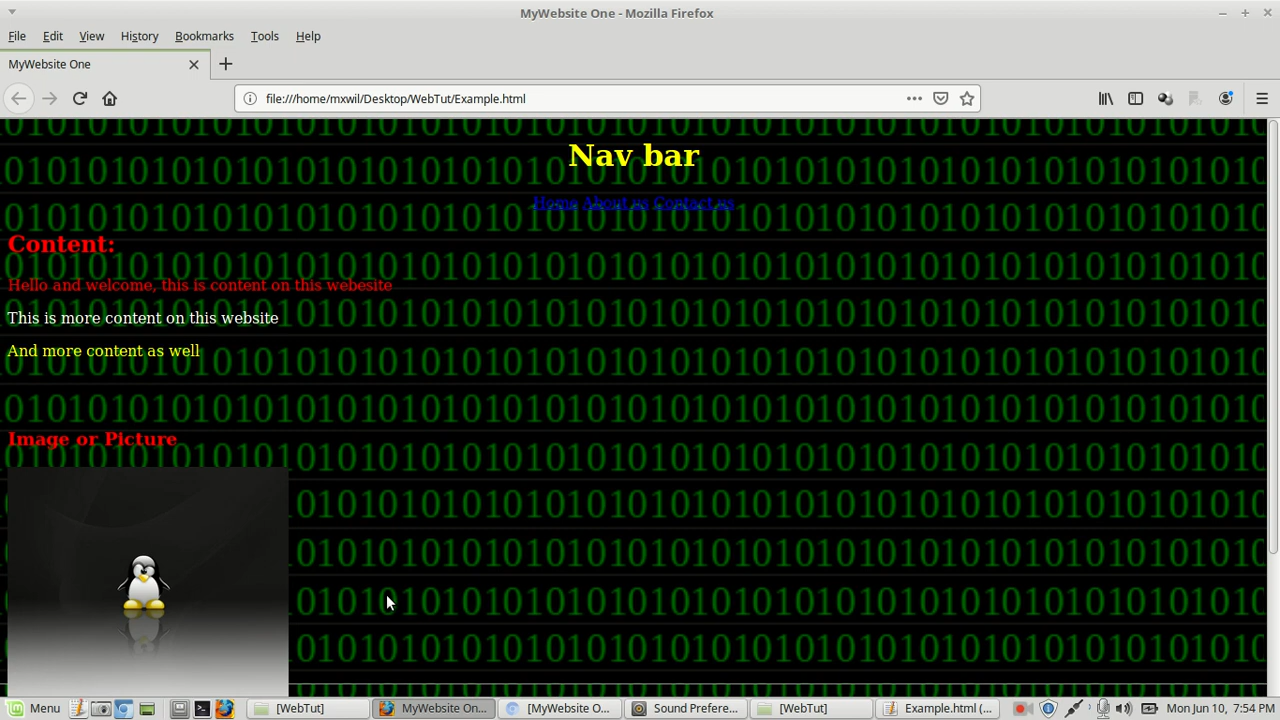 MyWebsite One - Mozilla Firefox
File Edit View History Bookmarks Tools Help
MyWebsite One
file:///home/mxwil/Desktop/WebTut/Example.html
Nav bar
Home About us Contact us
Content:
Hello and welcome, this is content on this webesite
This is more content on this website
And more content as well
Image or Picture
Menu [WebTut] MyWebsite On... [MyWebsite O... Sound Prefere... [WebTut] Example.html (... Mon Jun 10, 7:54 PM